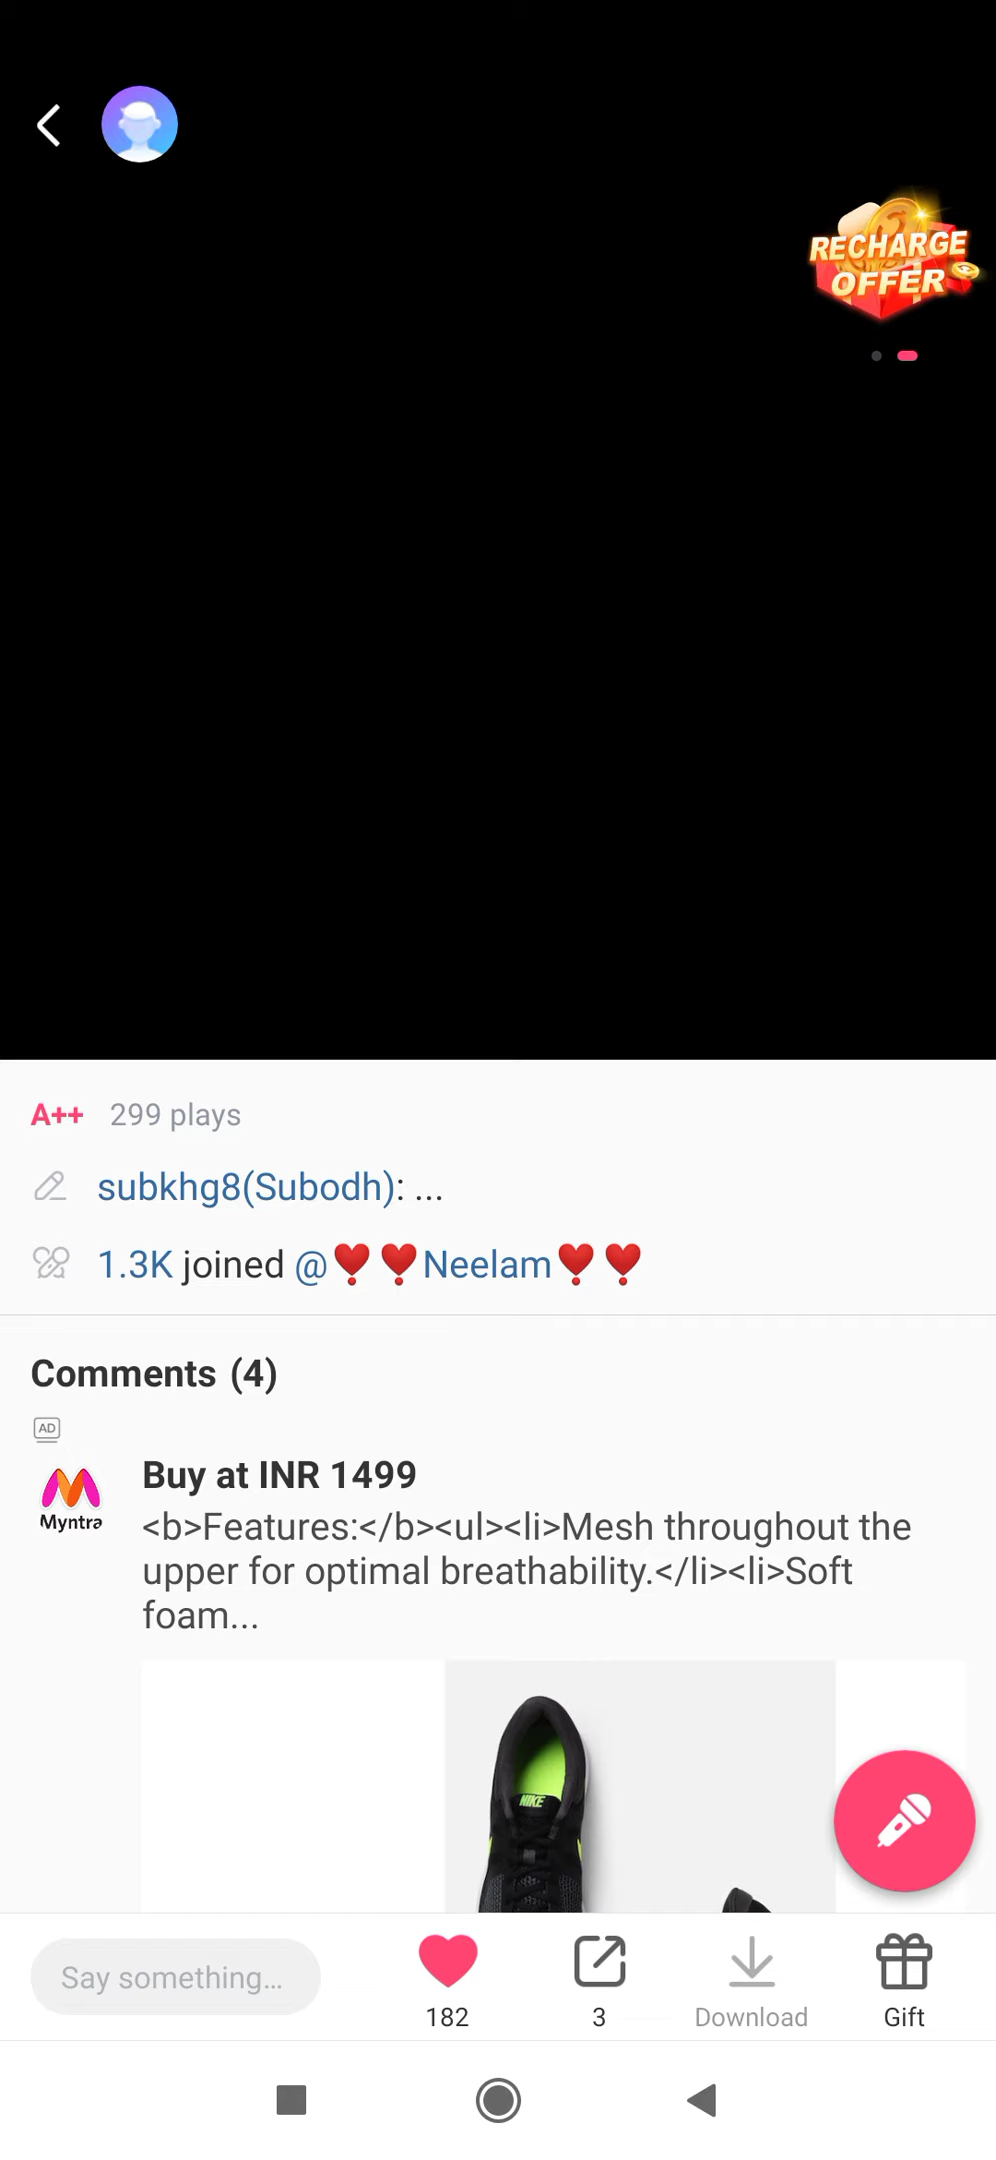 RECHARGE
OFFER
A++ 299 plays
subkhg8(Subodh): ...
1.3K joined @❣️❣️Neelam❣️❣️
Comments (4)
AD
Buy at INR 1499
Myntra
<b>Features:</b><ul><li>Mesh throughout the
upper for optimal breathability.</li><li>Soft
foam...
NIKE
Say something...
182
3
Download
Gift